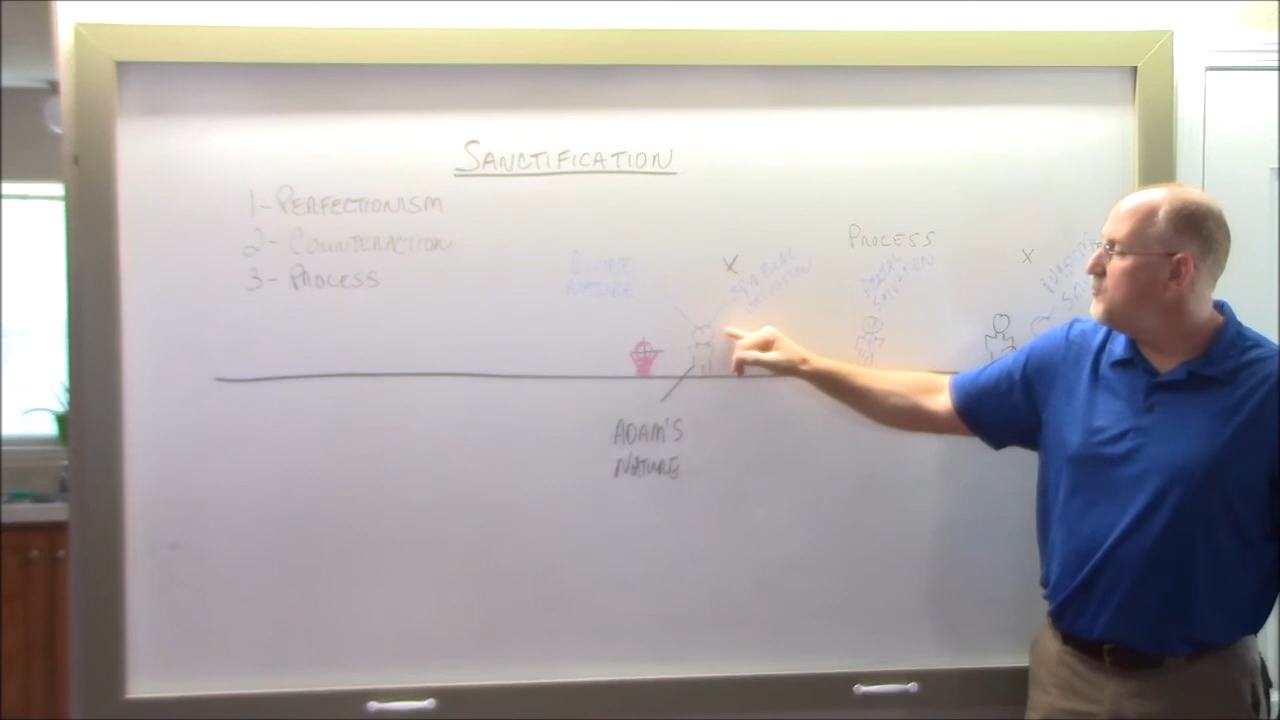 SANCTIFICATION
1- PERFECTIONISM
2- COUNTERACTION
3- PROCESS
PROCESS
X
X
DIVINE
NATURE
ADAM'S
NATURE